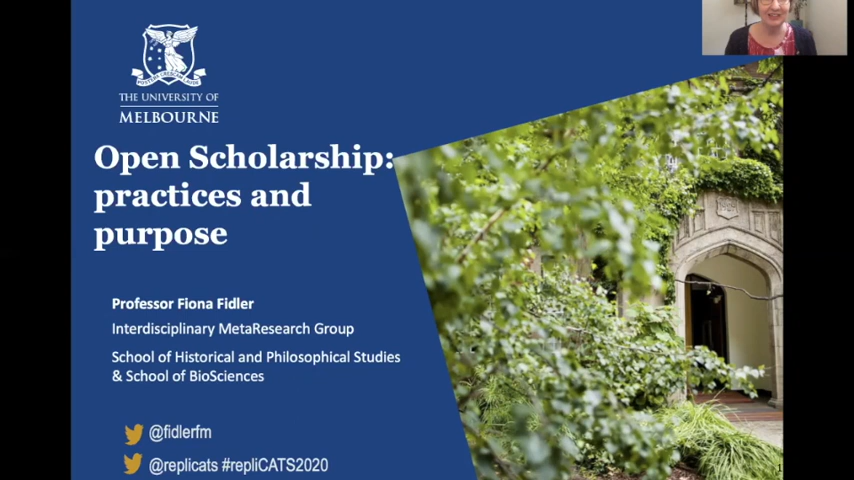 THE UNIVERSITY OF
MELBOURNE
Open Scholarship:
practices and
purpose
Professor Fiona Fidler
Interdisciplinary MetaResearch Group
School of Historical and Philosophical Studies
& School of BioSciences
@fidlerfm
@replicats #repliCATS2020
1